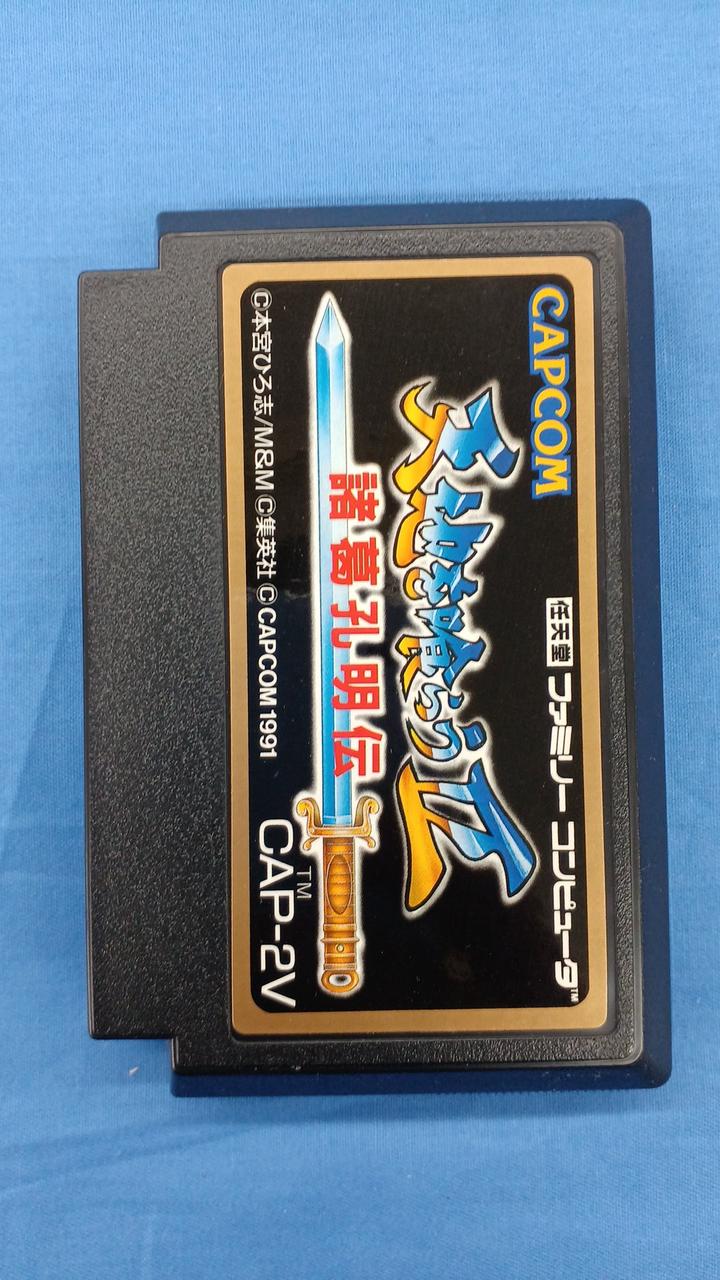 CAPCOM
任天堂 ファミリー コンピュータ™
天地を喰らうII
諸葛孔明伝
©本宮ひろ志/M&M ©集英社 ©CAPCOM 1991
™
CAP-2V